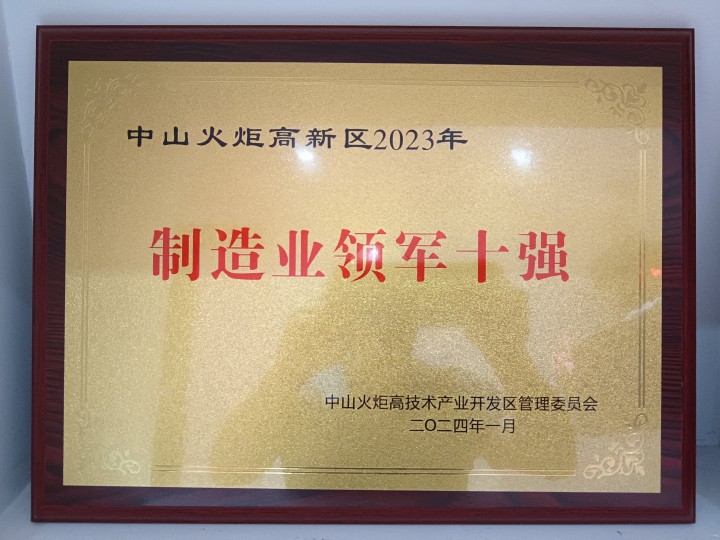 中山火炬高新区2023年
制造业领军十强
中山火炬高技术产业开发区管理委员会
二〇二四年一月